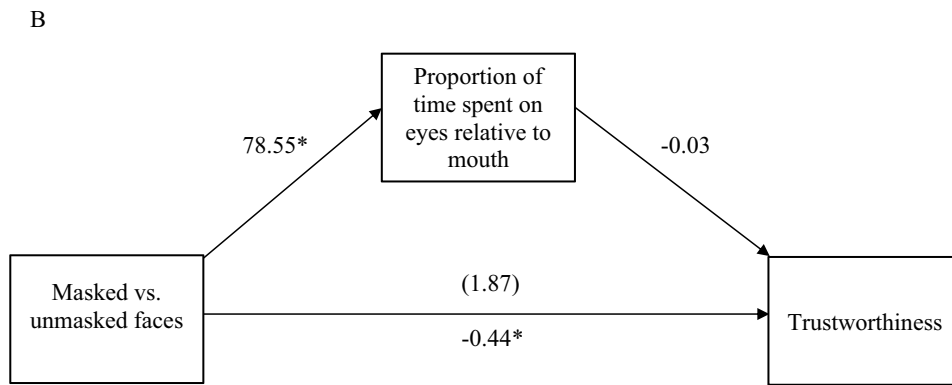 B
Proportion of
time spent on
eyes relative to
mouth
78.55*
-0.03
Masked vs.
unmasked faces
(1.87)
-0.44*
Trustworthiness